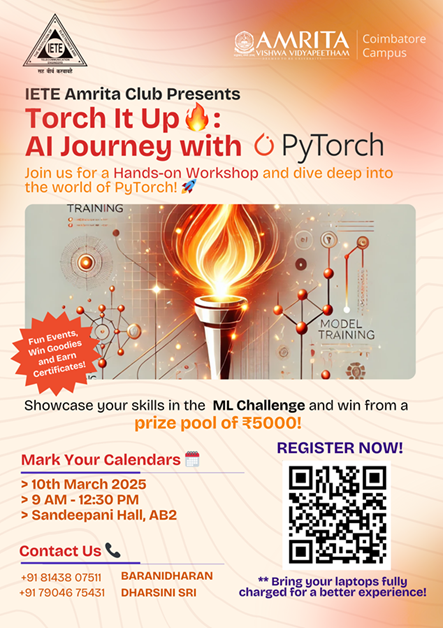 IETE
सह वीर्यं करवावहै
AMRITA
VISHWA VIDYAPEETHAM
Coimbatore
Campus
IETE Amrita Club Presents
Torch It Up🔥:
AI Journey with PyTorch
Join us for a Hands-on Workshop and dive deep into
the world of PyTorch! 🚀
TRAINING
MODEL
TRAINING
Fun Events,
Win Goodies
and Earn
Certificates!
Showcase your skills in the ML Challenge and win from a
prize pool of ₹5000!
REGISTER NOW!
Mark Your Calendars 🗓️
> 10th March 2025
> 9 AM - 12:30 PM
> Sandeepani Hall, AB2
Contact Us 📞
+91 81438 07511 BARANIDHARAN
+91 79046 75431 DHARSINI SRI
** Bring your laptops fully
charged for a better experience!